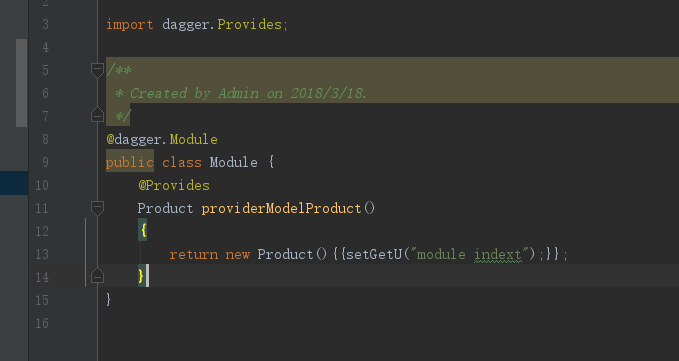 3 import dagger.Provides;
4
5 /**
6 * Created by Admin on 2018/3/18.
7 */
8 @dagger.Module
9 public class Module {
10 @Provides
11 Product providerModelProduct()
12 {
13 return new Product(){{setGetU("module indext");}};
14 }
15 }
16